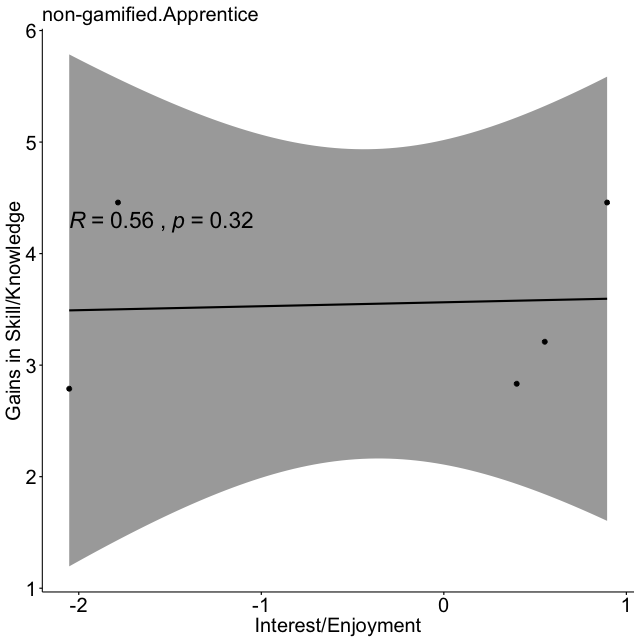 non-gamified.Apprentice
6
5
4
3
2
1
R = 0.56 , p = 0.32
Gains in Skill/Knowledge
-2 -1 0 1
Interest/Enjoyment